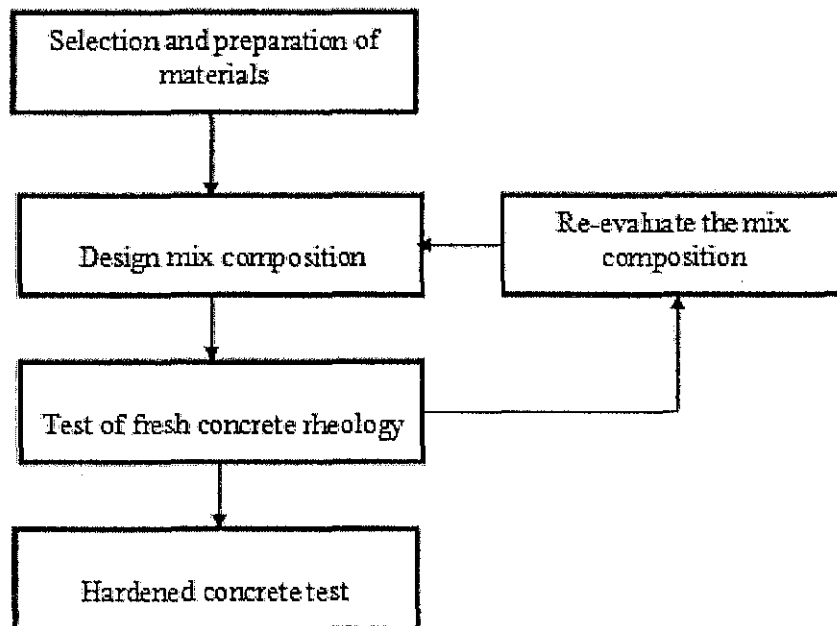 Selection and preparation of
materials
Design mix composition
Re-evaluate the mix
composition
Test of fresh concrete rheology
Hardened concrete test